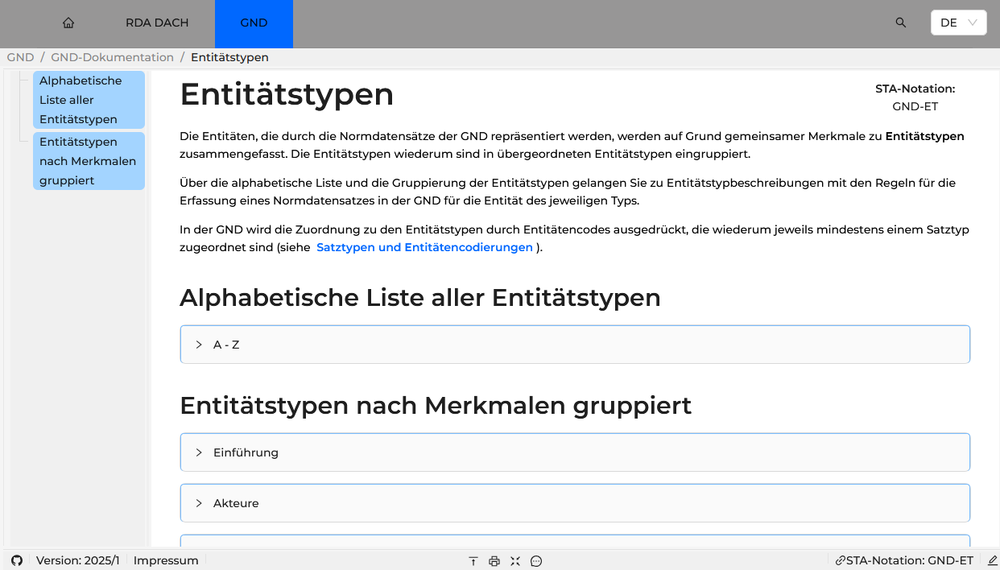 RDA DACH
GND
DE
GND / GND-Dokumentation / Entitätstypen
Alphabetische
Liste aller
Entitätstypen
Entitätstypen
nach Merkmalen
gruppiert
Entitätstypen
STA-Notation:
GND-ET
Die Entitäten, die durch die Normdatensätze der GND repräsentiert werden, werden auf Grund gemeinsamer Merkmale zu Entitätstypen
zusammengefasst. Die Entitätstypen wiederum sind in übergeordneten Entitätstypen eingruppiert.
Über die alphabetische Liste und die Gruppierung der Entitätstypen gelangen Sie zu Entitätstypbeschreibungen mit den Regeln für die
Erfassung eines Normdatensatzes in der GND für die Entität des jeweiligen Typs.
In der GND wird die Zuordnung zu den Entitätstypen durch Entitätencodes ausgedrückt, die wiederum jeweils mindestens einem Satztyp
zugeordnet sind (siehe Satztypen und Entitätencodierungen ).
Alphabetische Liste aller Entitätstypen
A - Z
Entitätstypen nach Merkmalen gruppiert
Einführung
Akteure
Version: 2025/1
Impressum
STA-Notation: GND-ET